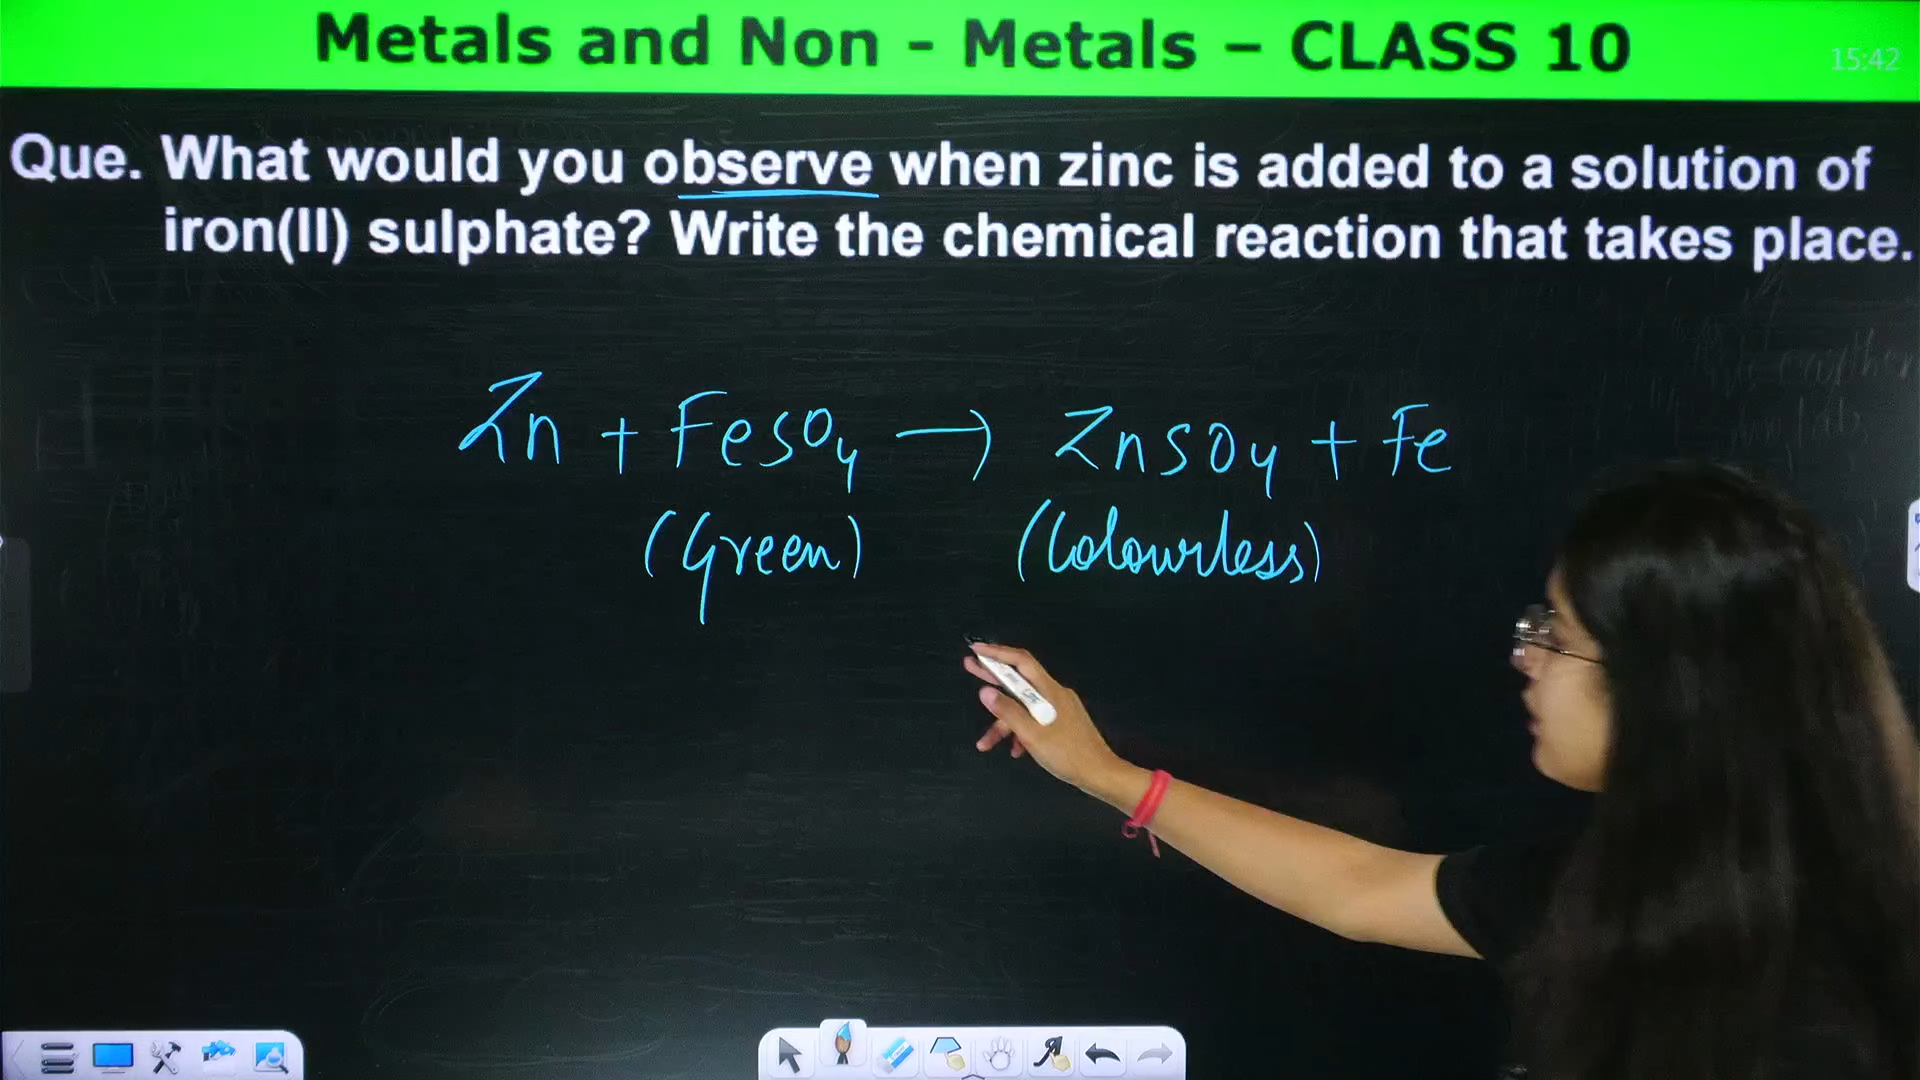 Metals and Non - Metals – CLASS 10
15:42
Que. What would you observe when zinc is added to a solution of
iron(II) sulphate? Write the chemical reaction that takes place.
Zn + FeSO4 → ZnSO4 + Fe
(Green) (Colourless)